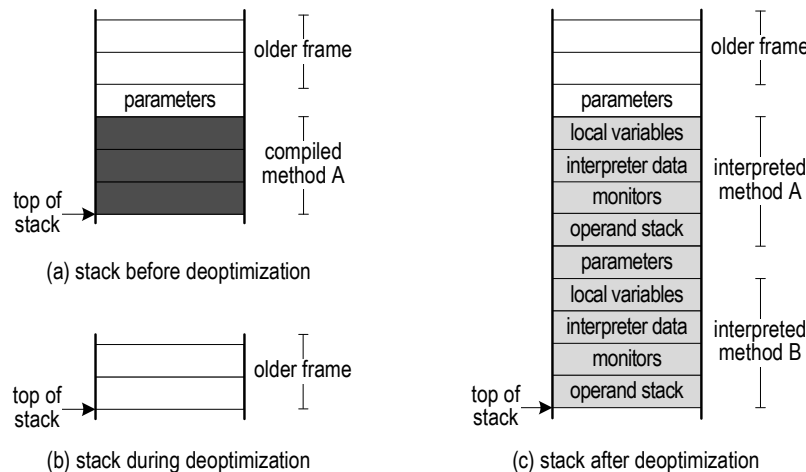 older frame
parameters
compiled
method A
top of
stack
(a) stack before deoptimization
older frame
top of
stack
(b) stack during deoptimization
older frame
parameters
local variables
interpreter data
monitors
operand stack
interpreted
method A
parameters
local variables
interpreter data
monitors
operand stack
interpreted
method B
top of
stack
(c) stack after deoptimization